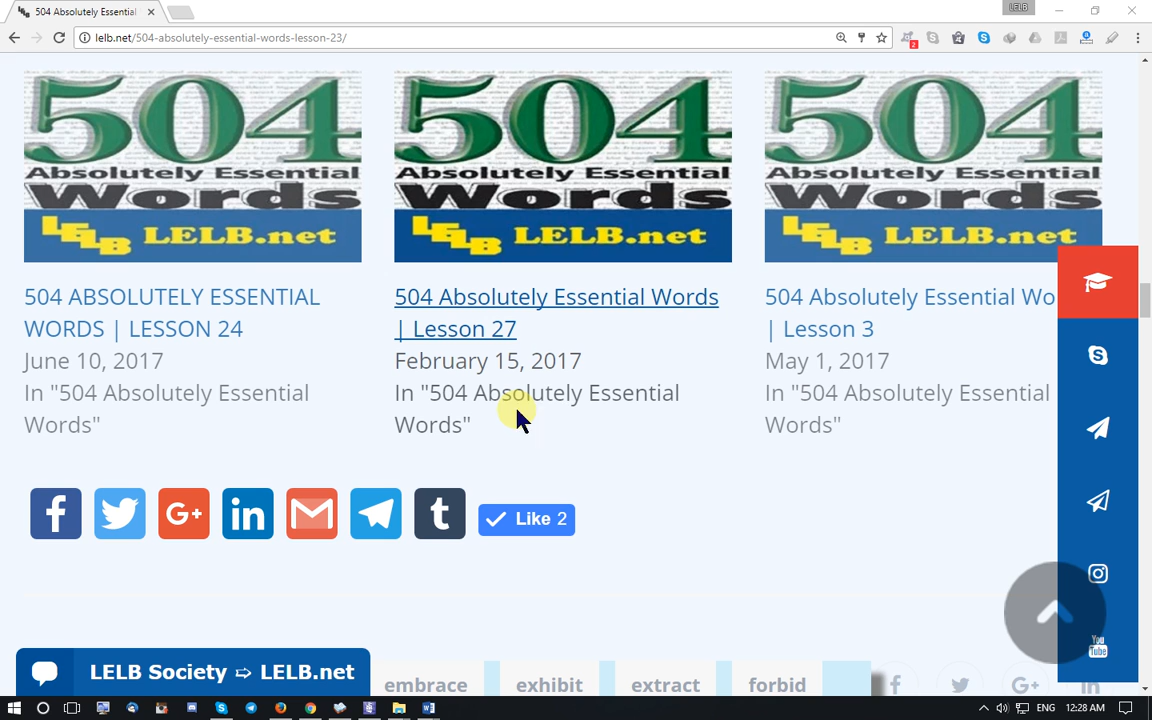 504 Absolutely Essential
LELB
lelb.net/504-absolutely-essential-words-lesson-23/
2
504
Absolutely Essential
Words
LELB LELB.net
504
Absolutely Essential
Words
LELB LELB.net
504
Absolutely Essential
Words
LELB LELB.net
504 ABSOLUTELY ESSENTIAL
WORDS | LESSON 24
June 10, 2017
In "504 Absolutely Essential
Words"
504 Absolutely Essential Words
| Lesson 27
February 15, 2017
In "504 Absolutely Essential
Words"
504 Absolutely Essential Wo
| Lesson 3
May 1, 2017
In "504 Absolutely Essential
Words"
Like 2
You
Tube
LELB Society ⇨ LELB.net
embrace exhibit extract forbid
ENG 12:28 AM